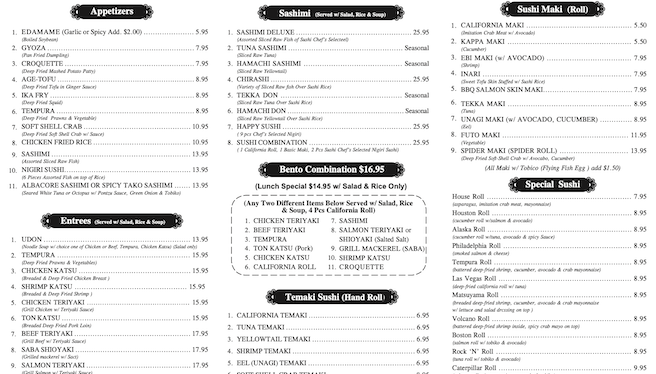 Appetizers
1. EDAMAME (Garlic or Spicy Add. $2.00) 5.95
(Boiled Soybean)
2. GYOZA 7.95
(Pan Fried Dumpling)
3. CROQUETTE 7.95
(Deep Fried Mashed Potato Patty)
4. AGE-TOFU 8.95
(Deep Fried Tofu in Ginger Sauce)
5. IKA FRY 8.95
(Deep Fried Squid)
6. TEMPURA 8.95
(Deep Fried Prawns & Vegetable)
7. SOFT SHELL CRAB 10.95
(Deep Fried Soft Shell Crab w/ Sauce)
8. CHICKEN FRIED RICE 10.95
9. SASHIMI 13.95
(Assorted Sliced Raw Fish)
10. NIGIRI SUSHI 13.95
(6 Pieces Assorted Fish on top of Rice)
11. ALBACORE SASHIMI OR SPICY TAKO SASHIMI 13.95
(Seared White Tuna or Octopus w/ Pontzu Sauce, Green Onion & Tobiko)
Entrees (Served w/ Salad, Rice & Soup)
1. UDON 13.95
(Noodle Soup w/ choice one of Chicken or Beef, Tempura, Chicken Katsu) (Salad only)
2. TEMPURA 15.95
(Deep Fried Prawns & Vegetables)
3. CHICKEN KATSU 15.95
(Breaded & Deep Fried Chicken Breast)
4. SHRIMP KATSU 15.95
(Breaded & Deep Fried Shrimp)
5. CHICKEN TERIYAKI 15.95
(Grill Chicken w/ Teriyaki Sauce)
6. TON KATSU 15.95
(Breaded Deep Fried Pork Loin)
7. BEEF TERIYAKI 17.95
(Grill Beef w/ Teriyaki Sauce)
8. SABA SHIOYAKI 17.95
(Grilled mackerel w/ Salt)
9. SALMON TERIYAKI 17.95
(Grill Salmon w/ Teriyaki Sauce)
Sashimi (Served w/ Salad, Rice & Soup)
1. SASHIMI DELUXE 25.95
(Assorted Sliced Raw Fish of Sushi Chef's Selected)
2. TUNA SASHIMI Seasonal
(Sliced Raw Tuna)
3. HAMACHI SASHIMI Seasonal
(Sliced Raw Yellowtail)
4. CHIRASHI 25.95
(Variety of Sliced Raw fish Over Sushi Rice)
5. TEKKA DON Seasonal
(Sliced Raw Tuna Over Sushi Rice)
6. HAMACHI DON Seasonal
(Sliced Raw Yellowtail Over Sushi Rice)
7. HAPPY SUSHI 25.95
(9 pcs Chef's Selected Nigiri)
8. SUSHI COMBINATION 25.95
(1 California Roll, 1 Basic Maki, 2 Pcs Sushi Chef's Selected Nigiri Sushi)
Bento Combination $16.95
(Lunch Special $14.95 w/ Salad & Rice Only)
(Any Two Different Items Below Served w/ Salad, Rice
& Soup, 4 Pcs California Roll)
1. CHICKEN TERIYAKI
2. BEEF TERIYAKI
3. TEMPURA
4. TON KATSU (Pork)
5. CHICKEN KATSU
6. CALIFORNIA ROLL
7. SASHIMI
8. SALMON TERIYAKI or
SHIOYAKI (Salted Salt)
9. GRILL MACKEREL (SABA)
10. SHRIMP KATSU
11. CROQUETTE
Temaki Sushi (Hand Roll)
1. CALIFORNIA TEMAKI 6.95
2. TUNA TEMAKI 6.95
3. YELLOWTAIL TEMAKI 6.95
4. SHRIMP TEMAKI 6.95
5. EEL (UNAGI) TEMAKI 6.95
6. SOFT SHELL CRAB TEMAKI
Sushi Maki (Roll)
1. CALIFORNIA MAKI 5.50
(Imitation Crab Meat w/ Avocado)
2. KAPPA MAKI 5.50
(Cucumber)
3. EBI MAKI (w/ AVOCADO) 7.95
(Shrimp)
4. INARI 7.95
(Sweet Tofu Skin Stuffed w/ Sushi Rice)
5. BBQ SALMON SKIN MAKI 7.95
6. TEKKA MAKI 8.95
(Tuna)
7. UNAGI MAKI (w/ AVOCADO, CUCUMBER) 8.95
(Eel)
8. FUTO MAKI 11.95
(Vegetable)
9. SPIDER MAKI (SPIDER ROLL) 13.95
(Deep Fried Soft Shell Crab w/ Avocado, Cucumber)
(All Maki w/ Tobico (Flying Fish Egg ) add $1.50)
Special Sushi
House Roll 7.95
(asparagus, imitation crab meat, mayonnaise)
Houston Roll 8.95
(cucumber roll w/salmon & avocado)
Alaska Roll 8.95
(cucumber roll w/tuna, avocado & spicy Sauce)
Philadelphia Roll 8.95
(smoked salmon & cheese)
Tempura Roll 8.95
(battered deep-fried shrimp, cucumber, avocado & crab mayonnaise)
Las Vegas Roll 8.95
(deep fried california roll w/ tuna)
Matsuyama Roll 8.95
(breaded deep-fried shrimp, cucumber, avocado & crab, mayonnaise
w/ lettuce and salad dressing on top )
Volcano Roll 8.95
(battered deep-fried shrimp inside, spicy crab mayo on top)
Boston Roll 8.95
(salmon roll w/ tobiko & avocado)
Rock 'N' Roll 8.95
(tuna roll w/ tobiko & avocado)
Caterpillar Roll 9.95